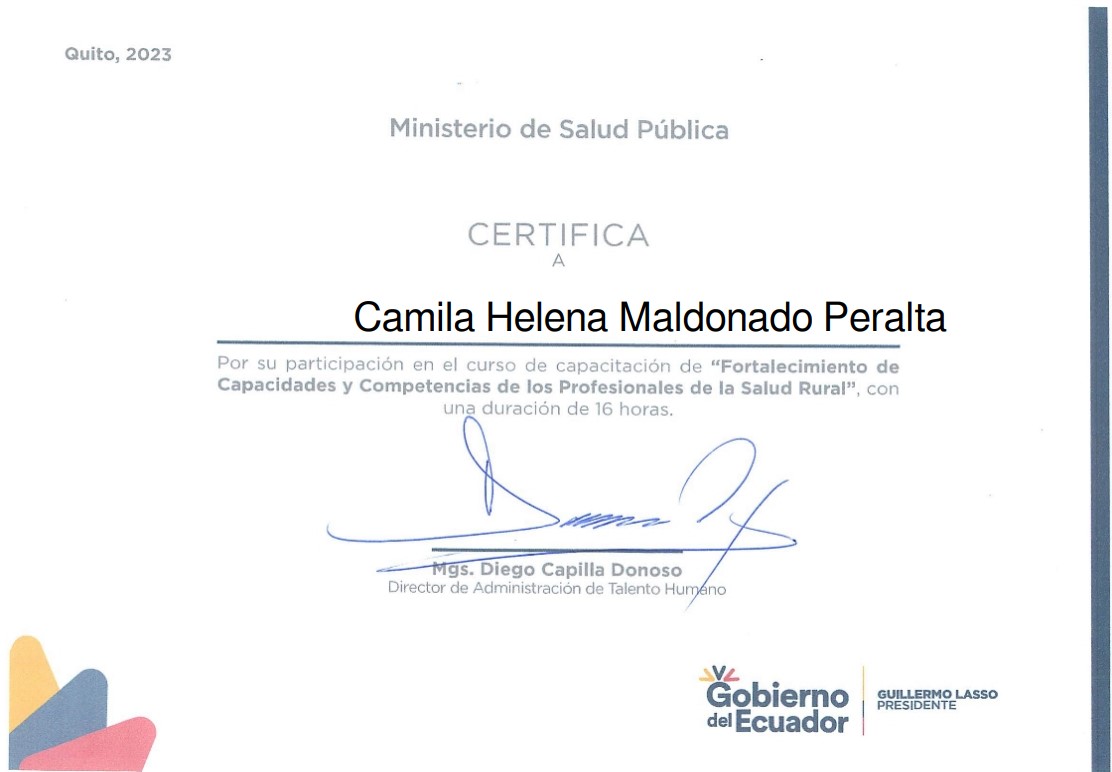 Quito, 2023
Ministerio de Salud Pública
CERTIFICA
A
Camila Helena Maldonado Peralta
Por su participación en el curso de capacitación de “Fortalecimiento de
Capacidades y Competencias de los Profesionales de la Salud Rural”, con
una duración de 16 horas.
Mgs. Diego Capilla Donoso
Director de Administración de Talento Humano
Gobierno
del Ecuador
GUILLERMO LASSO
PRESIDENTE